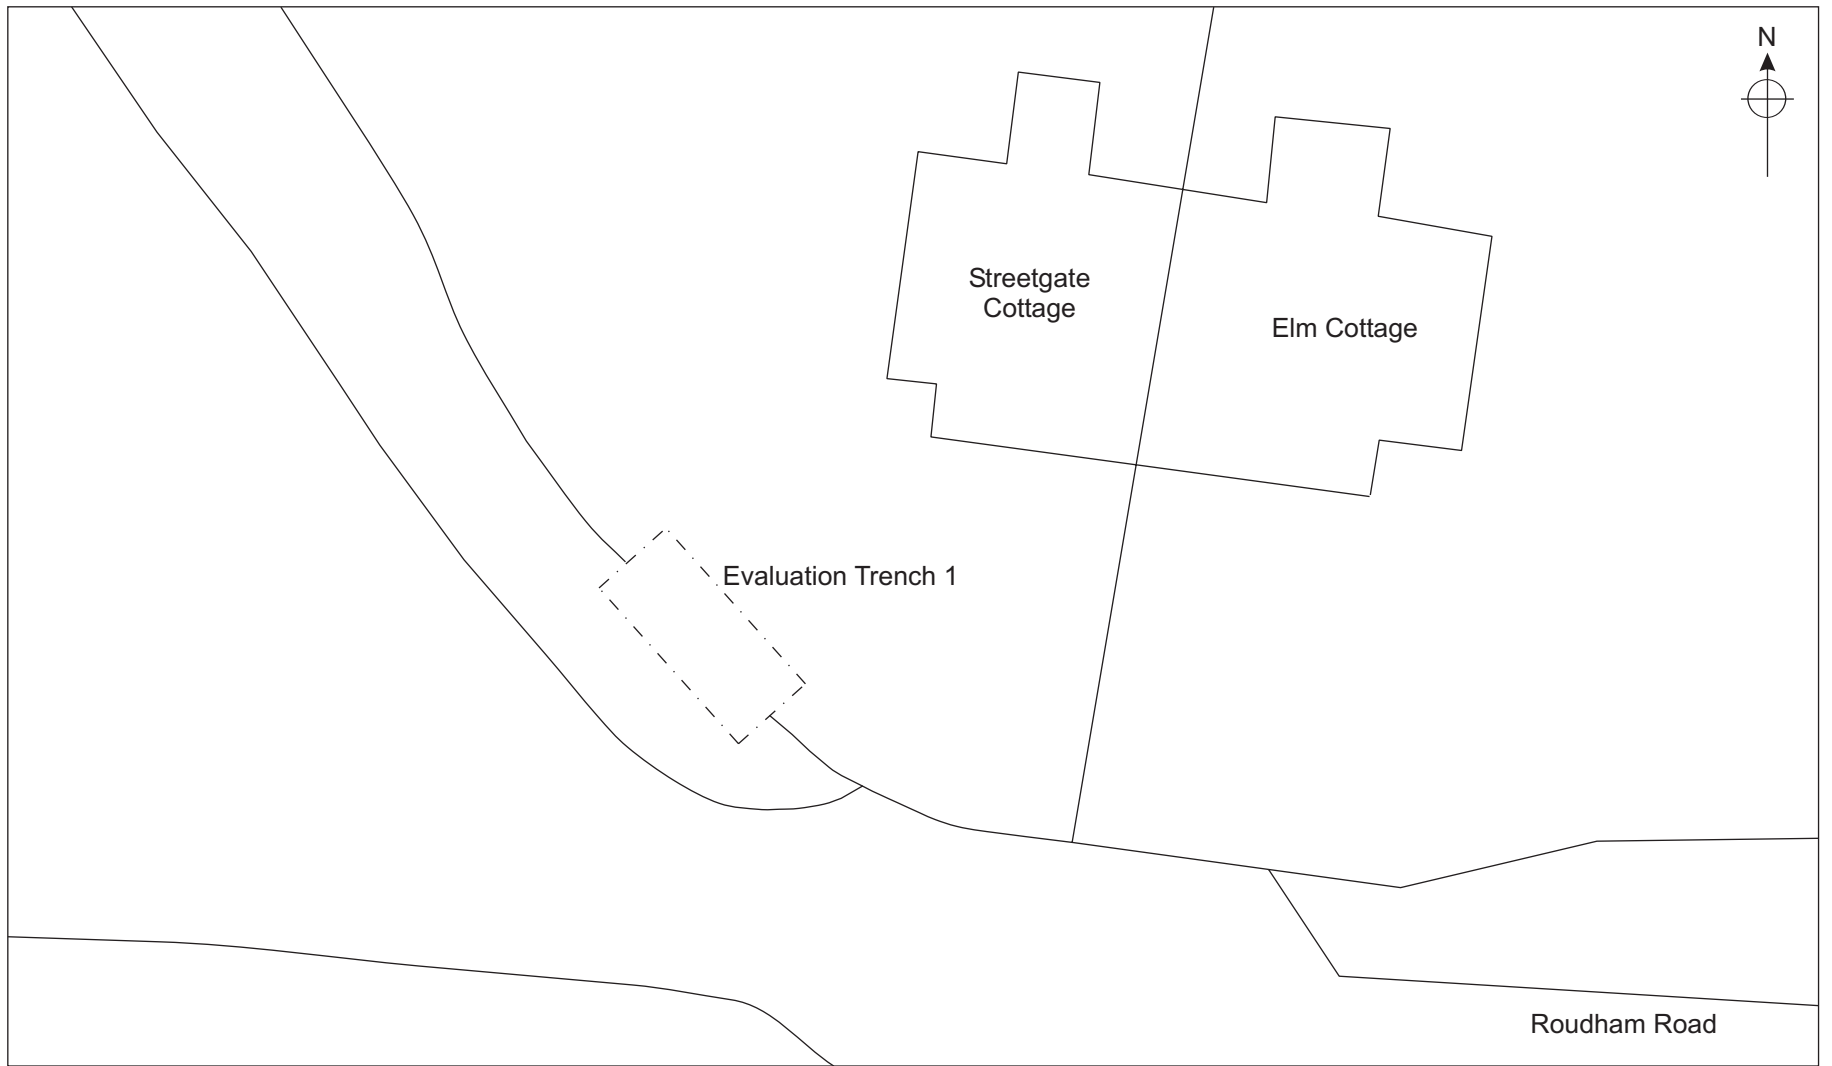 N
Streetgate
Cottage
Elm Cottage
Evaluation Trench 1
Roudham Road